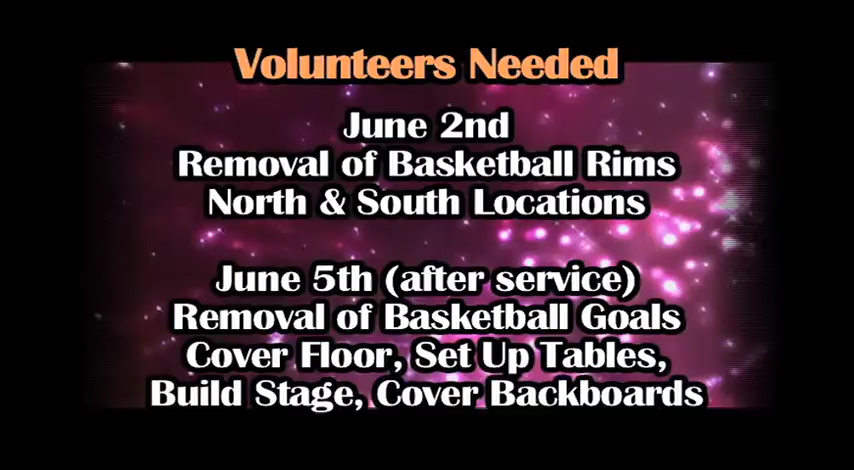 Volunteers Needed
June 2nd
Removal of Basketball Rims
North & South Locations
June 5th (after service)
Removal of Basketball Goals
Cover Floor, Set Up Tables,
Build Stage, Cover Backboards